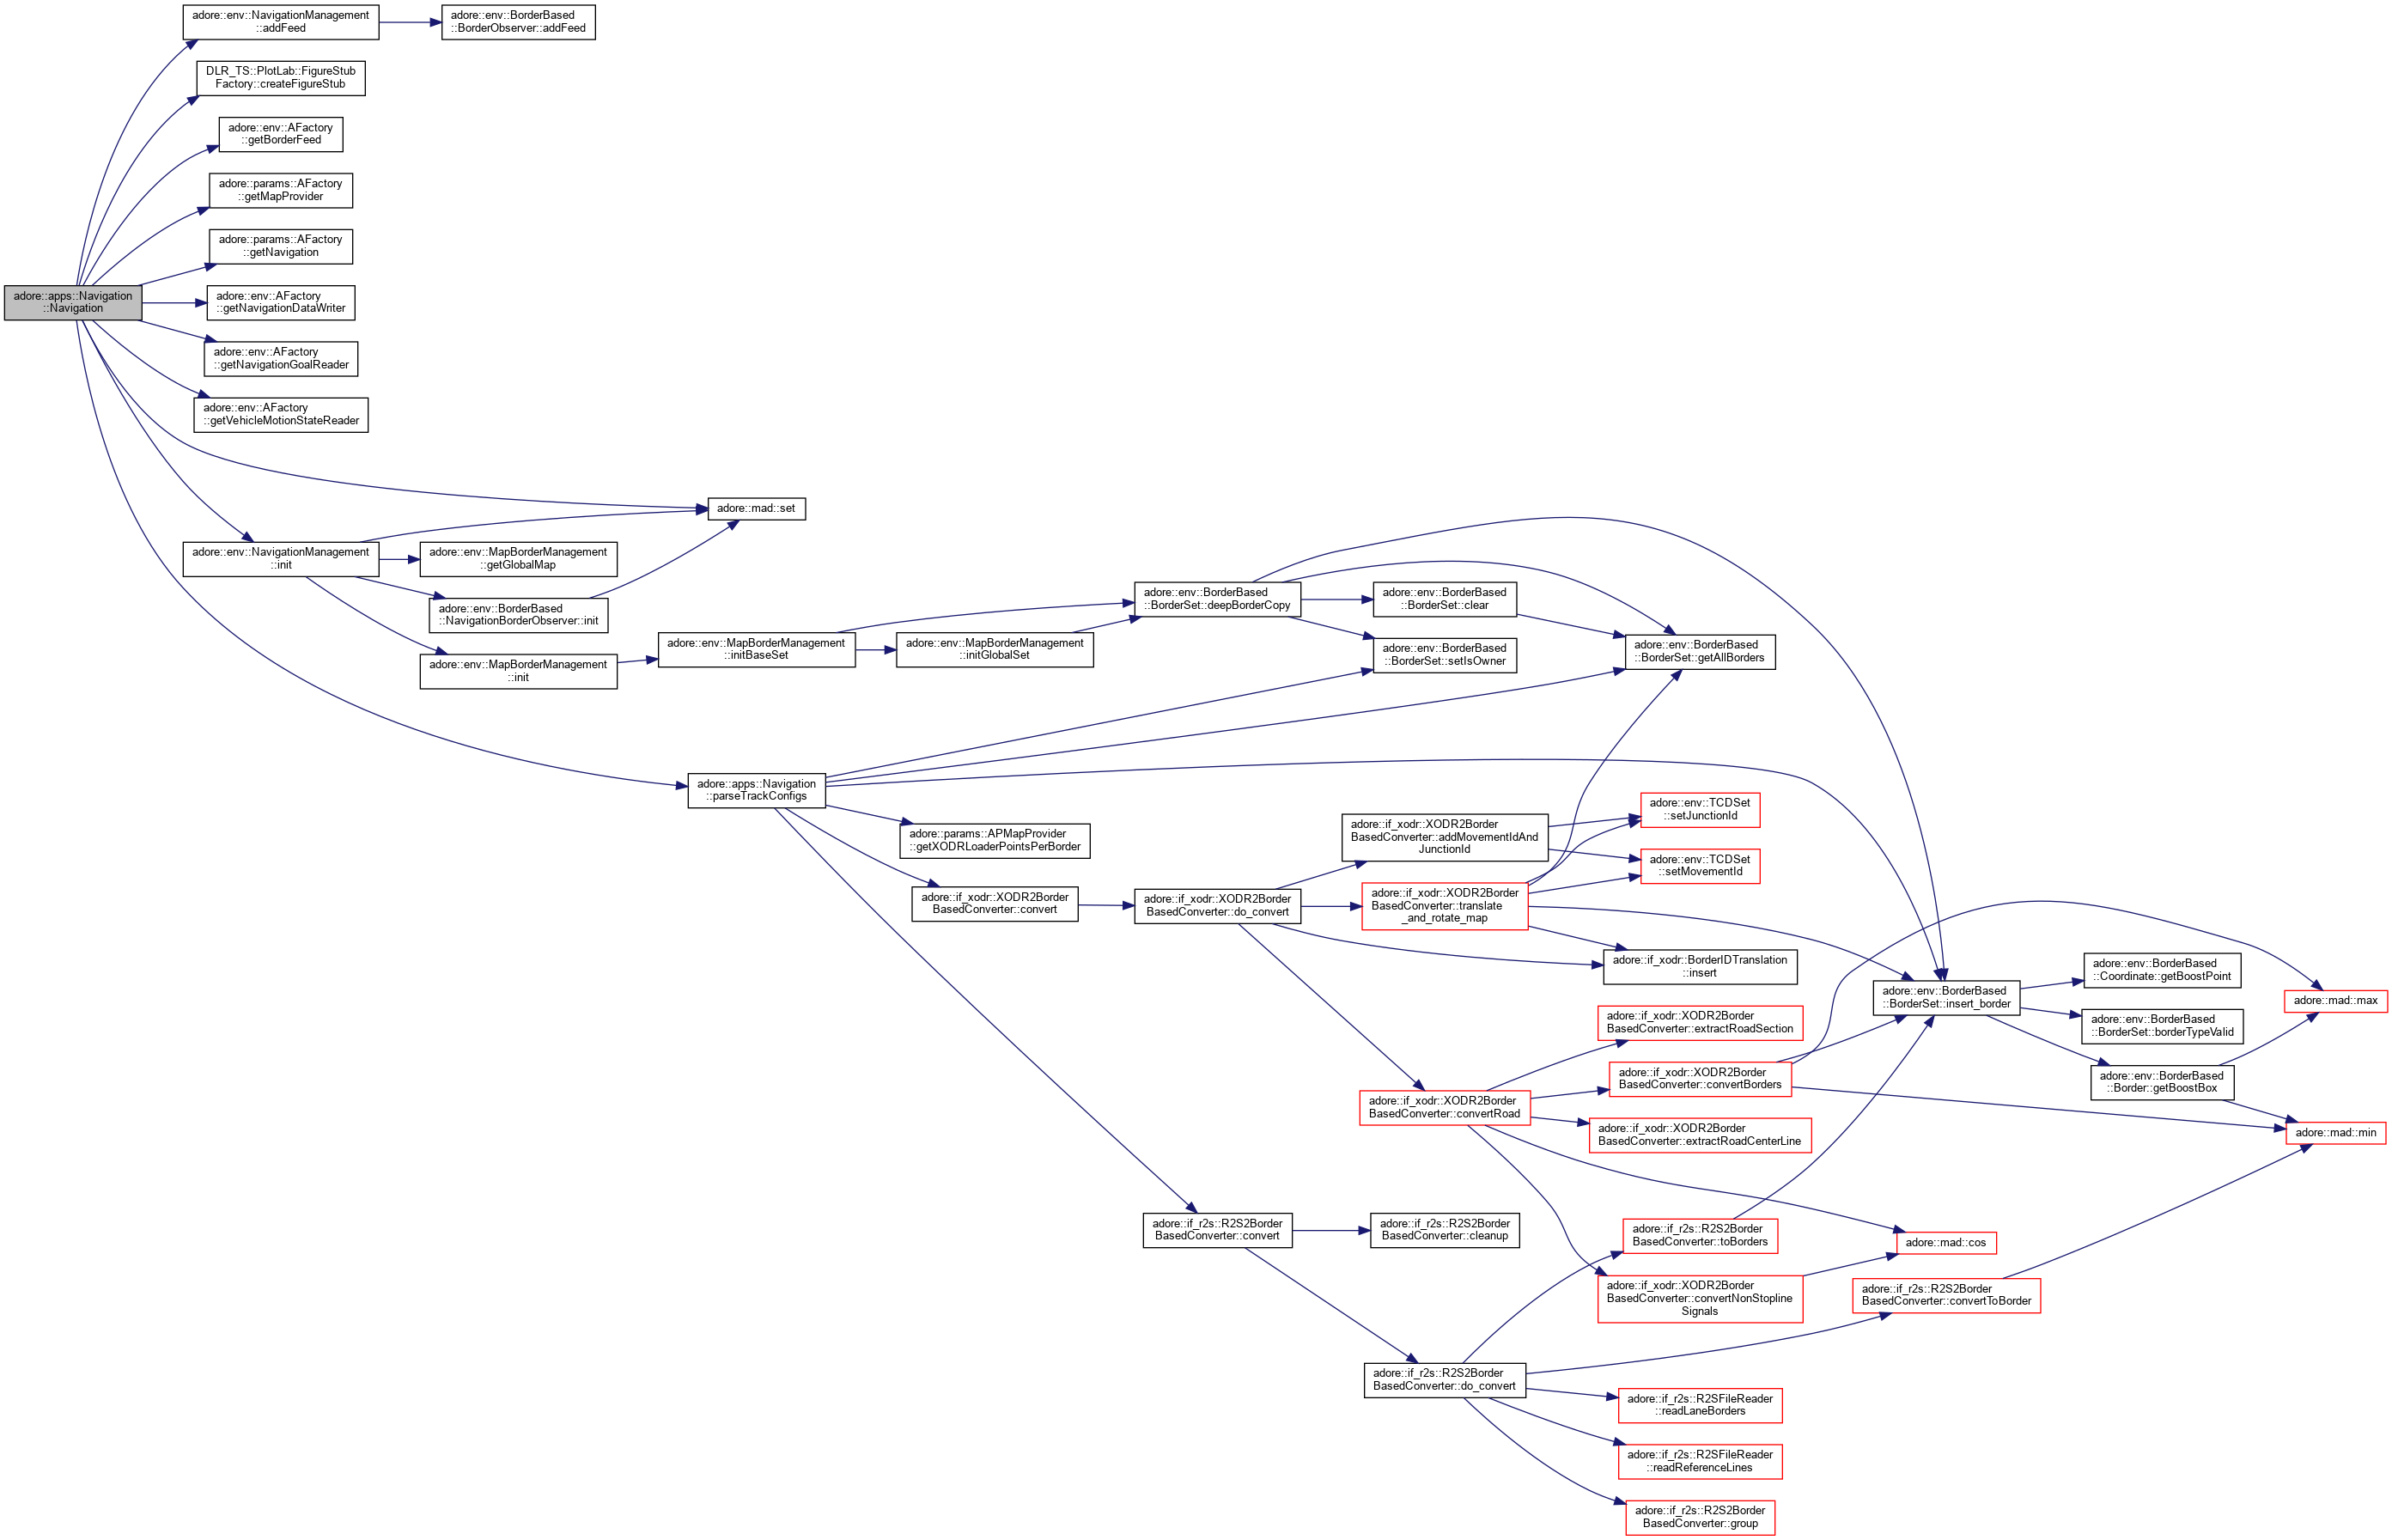 adore::env::NavigationManagement
::addFeed
adore::env::BorderBased
::BorderObserver::addFeed
DLR_TS::PlotLab::FigureStub
Factory::createFigureStub
adore::env::AFactory
::getBorderFeed
adore::params::AFactory
::getMapProvider
adore::params::AFactory
::getNavigation
adore::apps::Navigation
::Navigation
adore::env::AFactory
::getNavigationDataWriter
adore::env::AFactory
::getNavigationGoalReader
adore::env::AFactory
::getVehicleMotionStateReader
adore::mad::set
adore::env::NavigationManagement
::init
adore::env::MapBorderManagement
::getGlobalMap
adore::env::BorderBased
::NavigationBorderObserver::init
adore::env::MapBorderManagement
::init
adore::env::MapBorderManagement
::initBaseSet
adore::env::MapBorderManagement
::initGlobalSet
adore::env::BorderBased
::BorderSet::deepBorderCopy
adore::env::BorderBased
::BorderSet::clear
adore::env::BorderBased
::BorderSet::setIsOwner
adore::env::BorderBased
::BorderSet::getAllBorders
adore::apps::Navigation
::parseTrackConfigs
adore::params::APMapProvider
::getXODRLoaderPointsPerBorder
adore::if_xodr::XODR2Border
BasedConverter::convert
adore::if_xodr::XODR2Border
BasedConverter::do_convert
adore::if_xodr::XODR2Border
BasedConverter::addMovementIdAnd
JunctionId
adore::if_xodr::XODR2Border
BasedConverter::translate
_and_rotate_map
adore::env::TCDSet
::setJunctionId
adore::env::TCDSet
::setMovementId
adore::if_xodr::BorderIDTranslation
::insert
adore::env::BorderBased
::BorderSet::insert_border
adore::env::BorderBased
::Coordinate::getBoostPoint
adore::env::BorderBased
::BorderSet::borderTypeValid
adore::env::BorderBased
::Border::getBoostBox
adore::mad::max
adore::mad::min
adore::if_xodr::XODR2Border
BasedConverter::extractRoadSection
adore::if_xodr::XODR2Border
BasedConverter::convertBorders
adore::if_xodr::XODR2Border
BasedConverter::convertRoad
adore::if_xodr::XODR2Border
BasedConverter::extractRoadCenterLine
adore::if_r2s::R2S2Border
BasedConverter::convert
adore::if_r2s::R2S2Border
BasedConverter::cleanup
adore::if_r2s::R2S2Border
BasedConverter::toBorders
adore::mad::cos
adore::if_xodr::XODR2Border
BasedConverter::convertNonStopline
Signals
adore::if_r2s::R2S2Border
BasedConverter::convertToBorder
adore::if_r2s::R2S2Border
BasedConverter::do_convert
adore::if_r2s::R2SFileReader
::readLaneBorders
adore::if_r2s::R2SFileReader
::readReferenceLines
adore::if_r2s::R2S2Border
BasedConverter::group